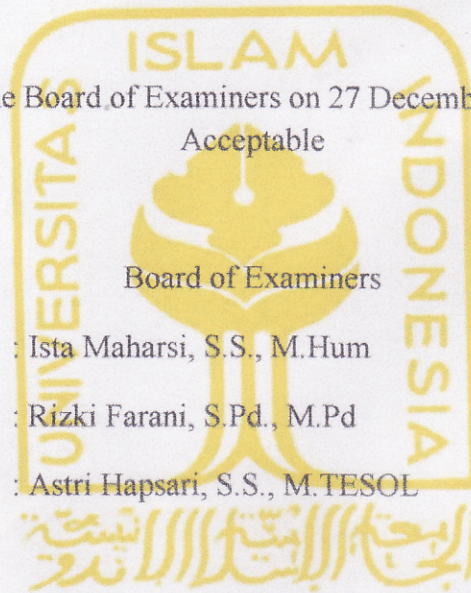 ISLAM
UNIVERSITAS
INDONESIA
e Board of Examiners on 27 Decemb
Acceptable
Board of Examiners
: Ista Maharsi, S.S., M.Hum
: Rizki Farani, S.Pd., M.Pd
: Astri Hapsari, S.S., M.TESOL